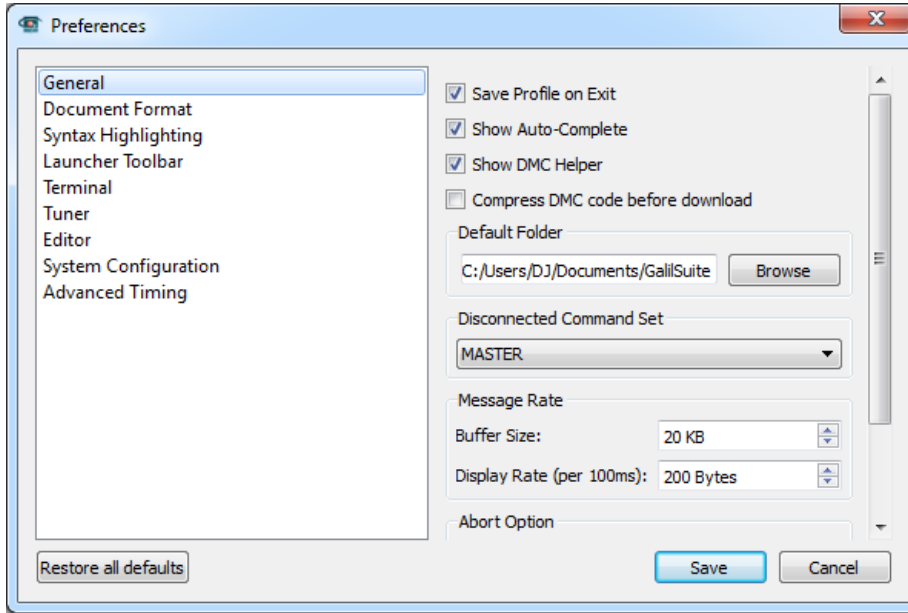 Preferences
General
Document Format
Syntax Highlighting
Launcher Toolbar
Terminal
Tuner
Editor
System Configuration
Advanced Timing
Save Profile on Exit
Show Auto-Complete
Show DMC Helper
Compress DMC code before download
Default Folder
C:/Users/DJ/Documents/GalilSuite
Browse
Disconnected Command Set
MASTER
Message Rate
Buffer Size: 20 KB
Display Rate (per 100ms): 200 Bytes
Abort Option
Restore all defaults
Save
Cancel